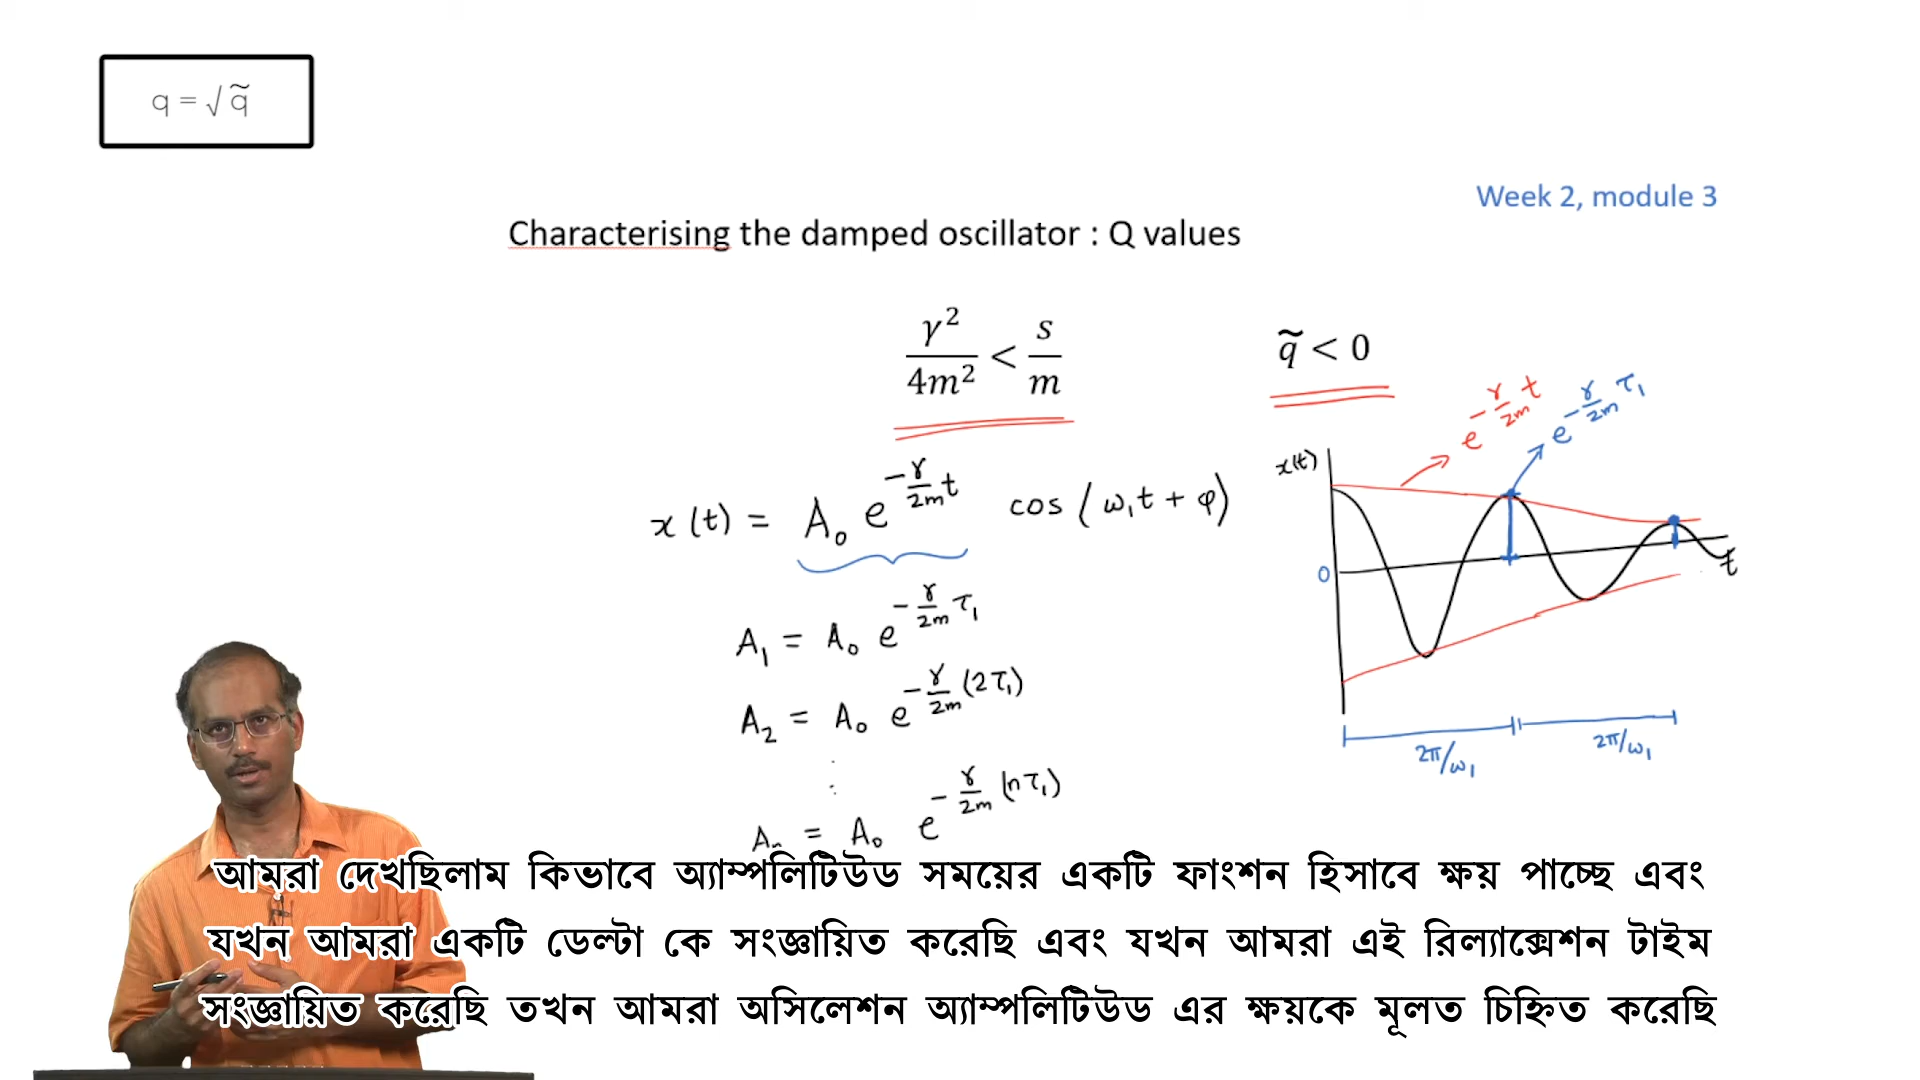 q = √ q̃
Week 2, module 3
Characterising the damped oscillator : Q values
γ²/4m² < s/m
q̃ < 0
x(t) = A₀ e^(-γ/2m t) cos (ω₁t + φ)
A₁ = A₀ e^(-γ/2m τ₁)
A₂ = A₀ e^(-γ/2m (2τ₁))
⋮
Aₙ = A₀ e^(-γ/2m (nτ₁))
e^(-γ/2m t)
e^(-γ/2m τ₁)
x(t)
0
t
2π/ω₁
2π/ω₁
আমরা দেখছিলাম কিভাবে অ্যাম্পলিটিউড সময়ের একটি ফাংশন হিসাবে ক্ষয় পাচ্ছে এবং
যখন আমরা একটি ডেল্টা কে সংজ্ঞায়িত করেছি এবং যখন আমরা এই রিল্যাক্সেশন টাইম
সংজ্ঞায়িত করেছি তখন আমরা অসিলেশন অ্যাম্পলিটিউড এর ক্ষয়কে মূলত চিহ্নিত করেছি